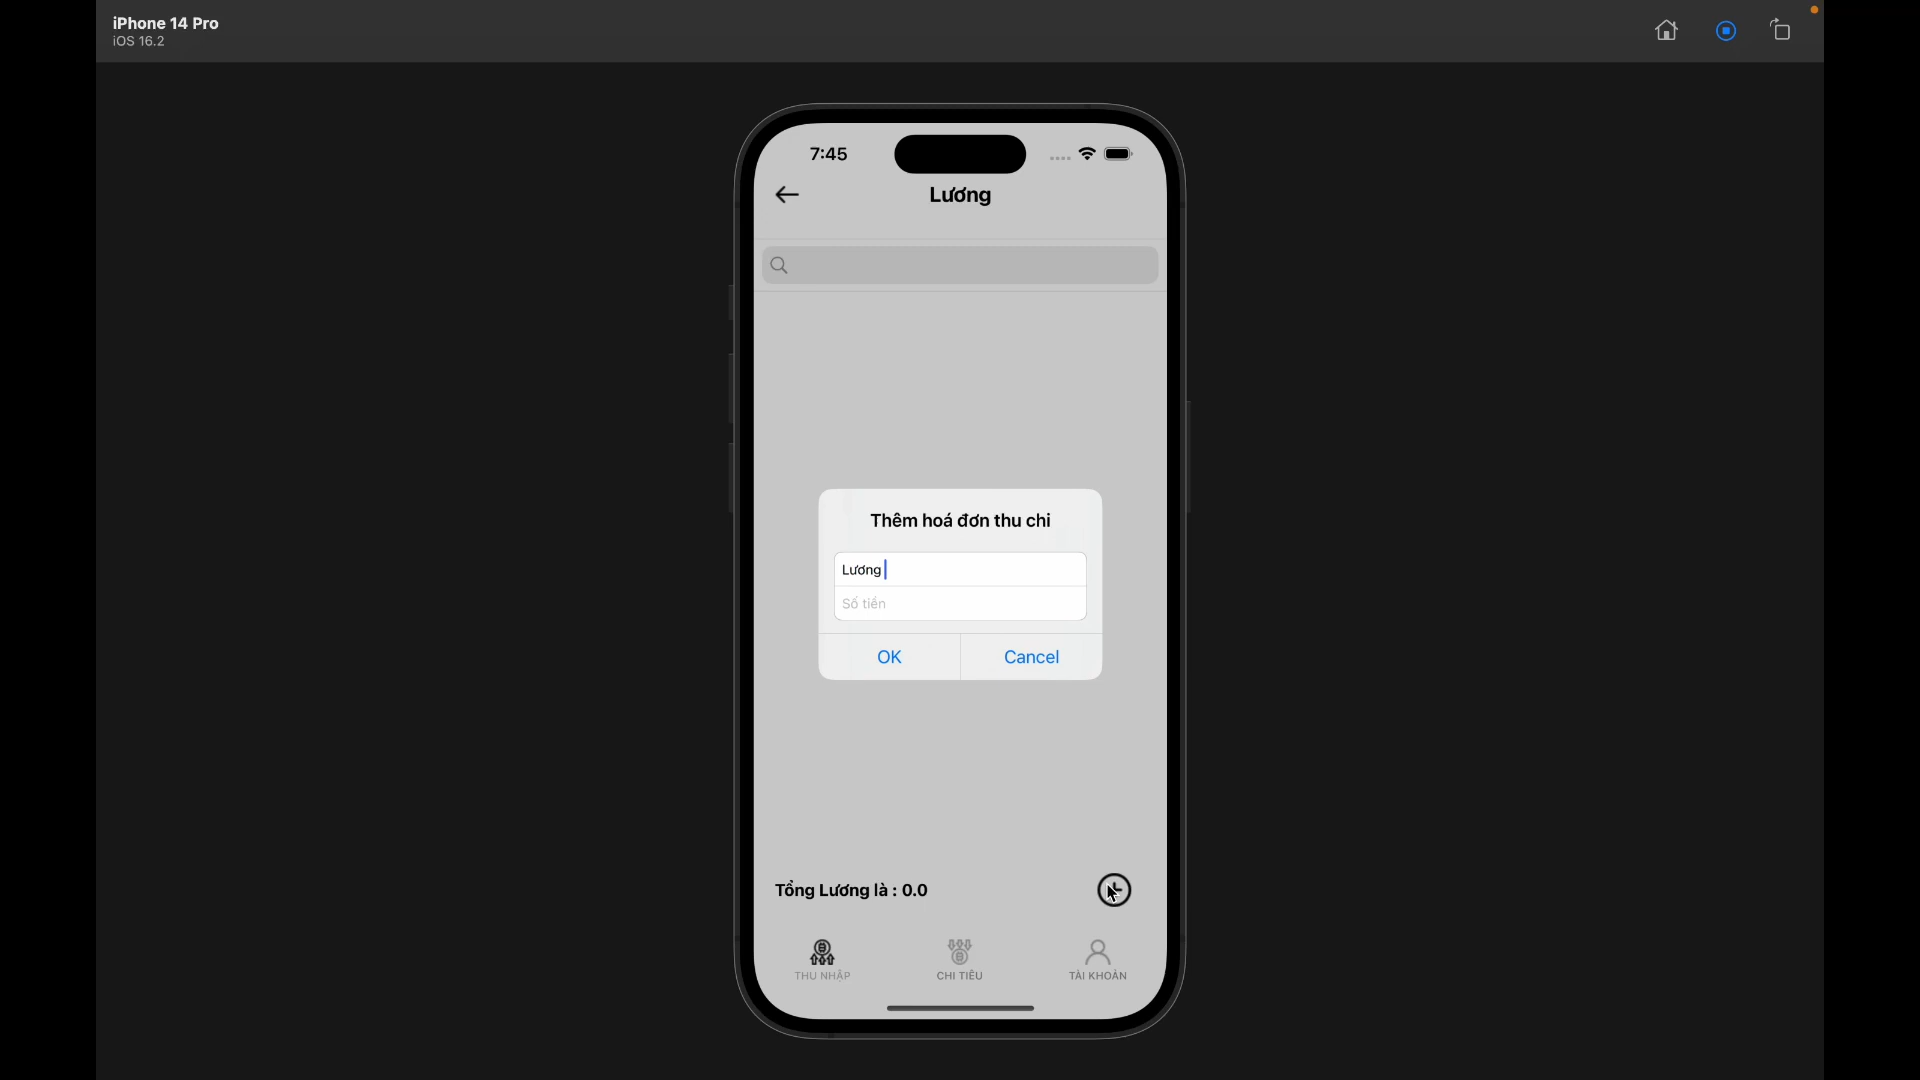 iPhone 14 Pro
iOS 16.2
7:45
Lương
Thêm hoá đơn thu chi
Lương
Số tiền
OK Cancel
Tổng Lương là : 0.0
THU NHẬP CHI TIÊU TÀI KHOẢN